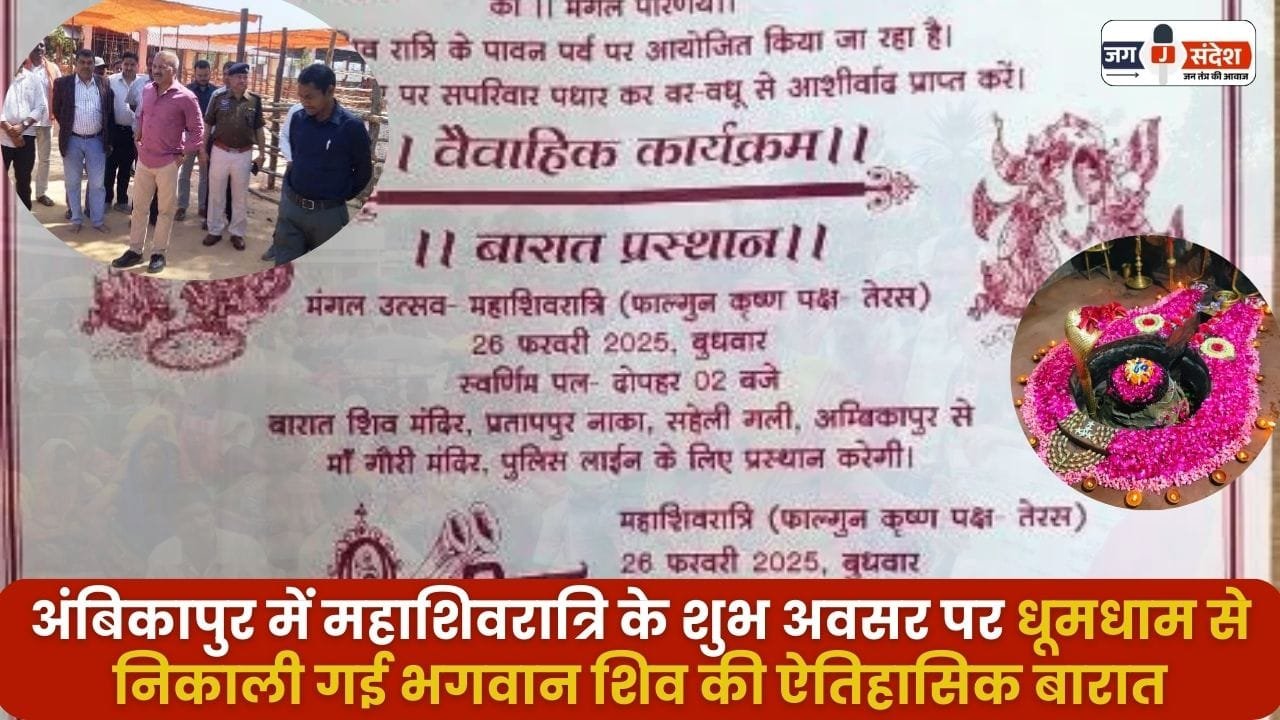 का || मंगल परिणय||
रात्रि के पावन पर्व पर आयोजित किया जा रहा है।
पर सपरिवार पधार कर वर-वधू से आशीर्वाद प्राप्त करें।
। वैवाहिक कार्यक्रम।।
।। बारात प्रस्थान।।
मंगल उत्सव- महाशिवरात्रि (फाल्गुन कृष्ण पक्ष- तेरस)
26 फरवरी 2025, बुधवार
स्वर्णिम पल- दोपहर 02 बजे
बारात शिव मंदिर, प्रतापपुर नाका, सहेली गली, अम्बिकापुर से
माँ गौरी मंदिर, पुलिस लाईन के लिए प्रस्थान करेगी।
महाशिवरात्रि (फाल्गुन कृष्ण पक्ष- तेरस)
26 फरवरी 2025, बुधवार
जग J संदेश
जन तंत्र की आवाज
अंबिकापुर में महाशिवरात्रि के शुभ अवसर पर धूमधाम से
निकाली गई भगवान शिव की ऐतिहासिक बारात